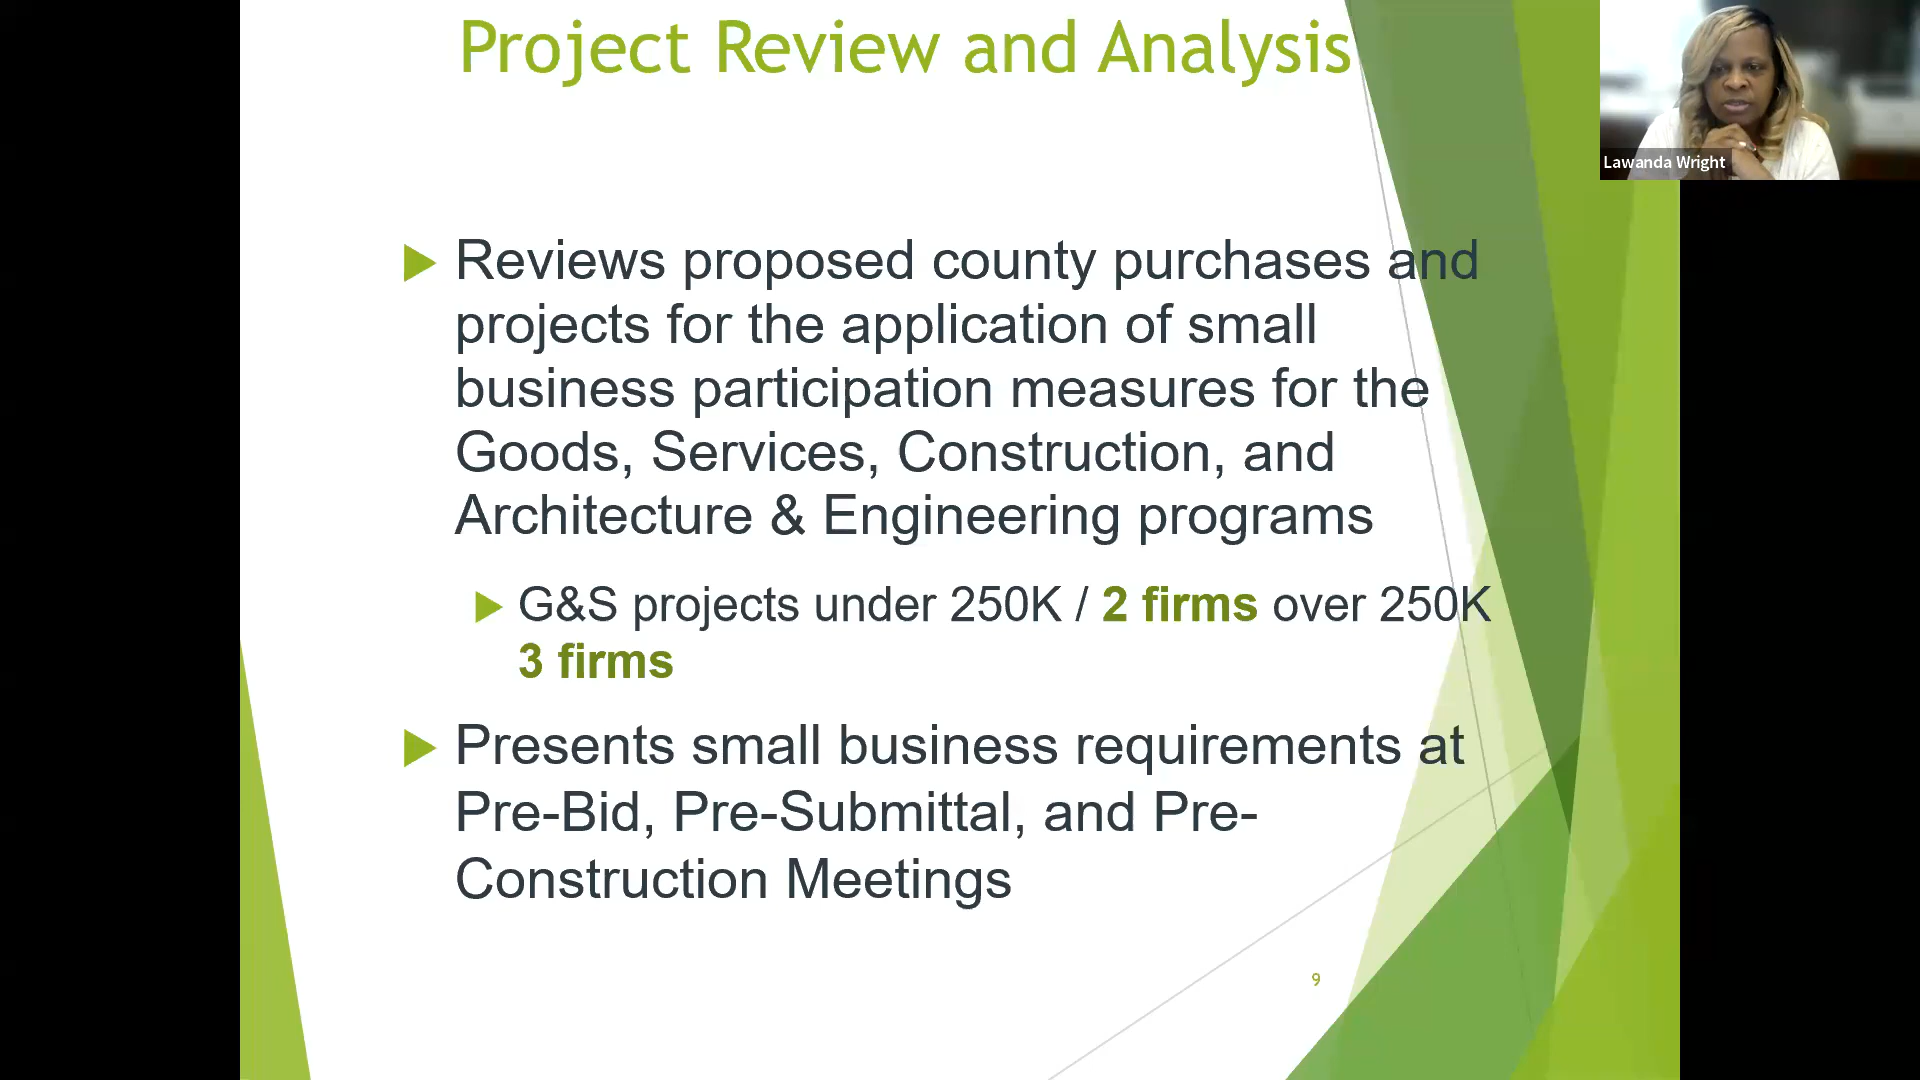 Project Review and Analysis
Lawanda Wright
Reviews proposed county purchases and
projects for the application of small
business participation measures for the
Goods, Services, Construction, and
Architecture & Engineering programs
G&S projects under 250K / 2 firms over 250K
3 firms
Presents small business requirements at
Pre-Bid, Pre-Submittal, and Pre-
Construction Meetings
9